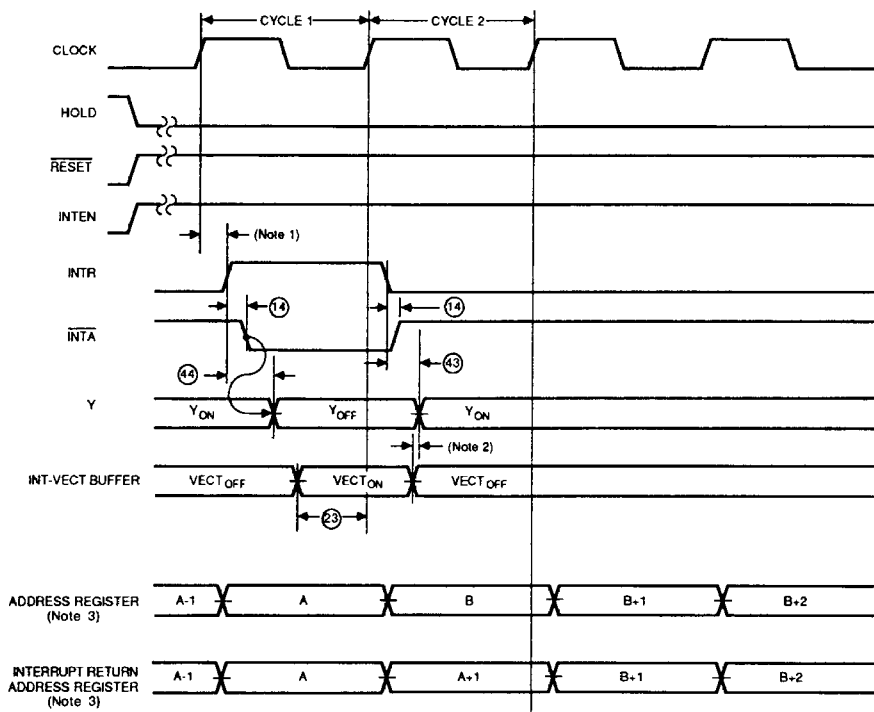 CYCLE 1 CYCLE 2
CLOCK
HOLD
RESET
INTEN
(Note 1)
INTR
14 14
INTA
44 43
Y YON YOFF YON
(Note 2)
INT-VECT BUFFER VECTOFF VECTON VECTOFF
23
ADDRESS REGISTER
(Note 3)
A-1 A B B+1 B+2
INTERRUPT RETURN
ADDRESS REGISTER
(Note 3)
A-1 A A+1 B+1 B+2